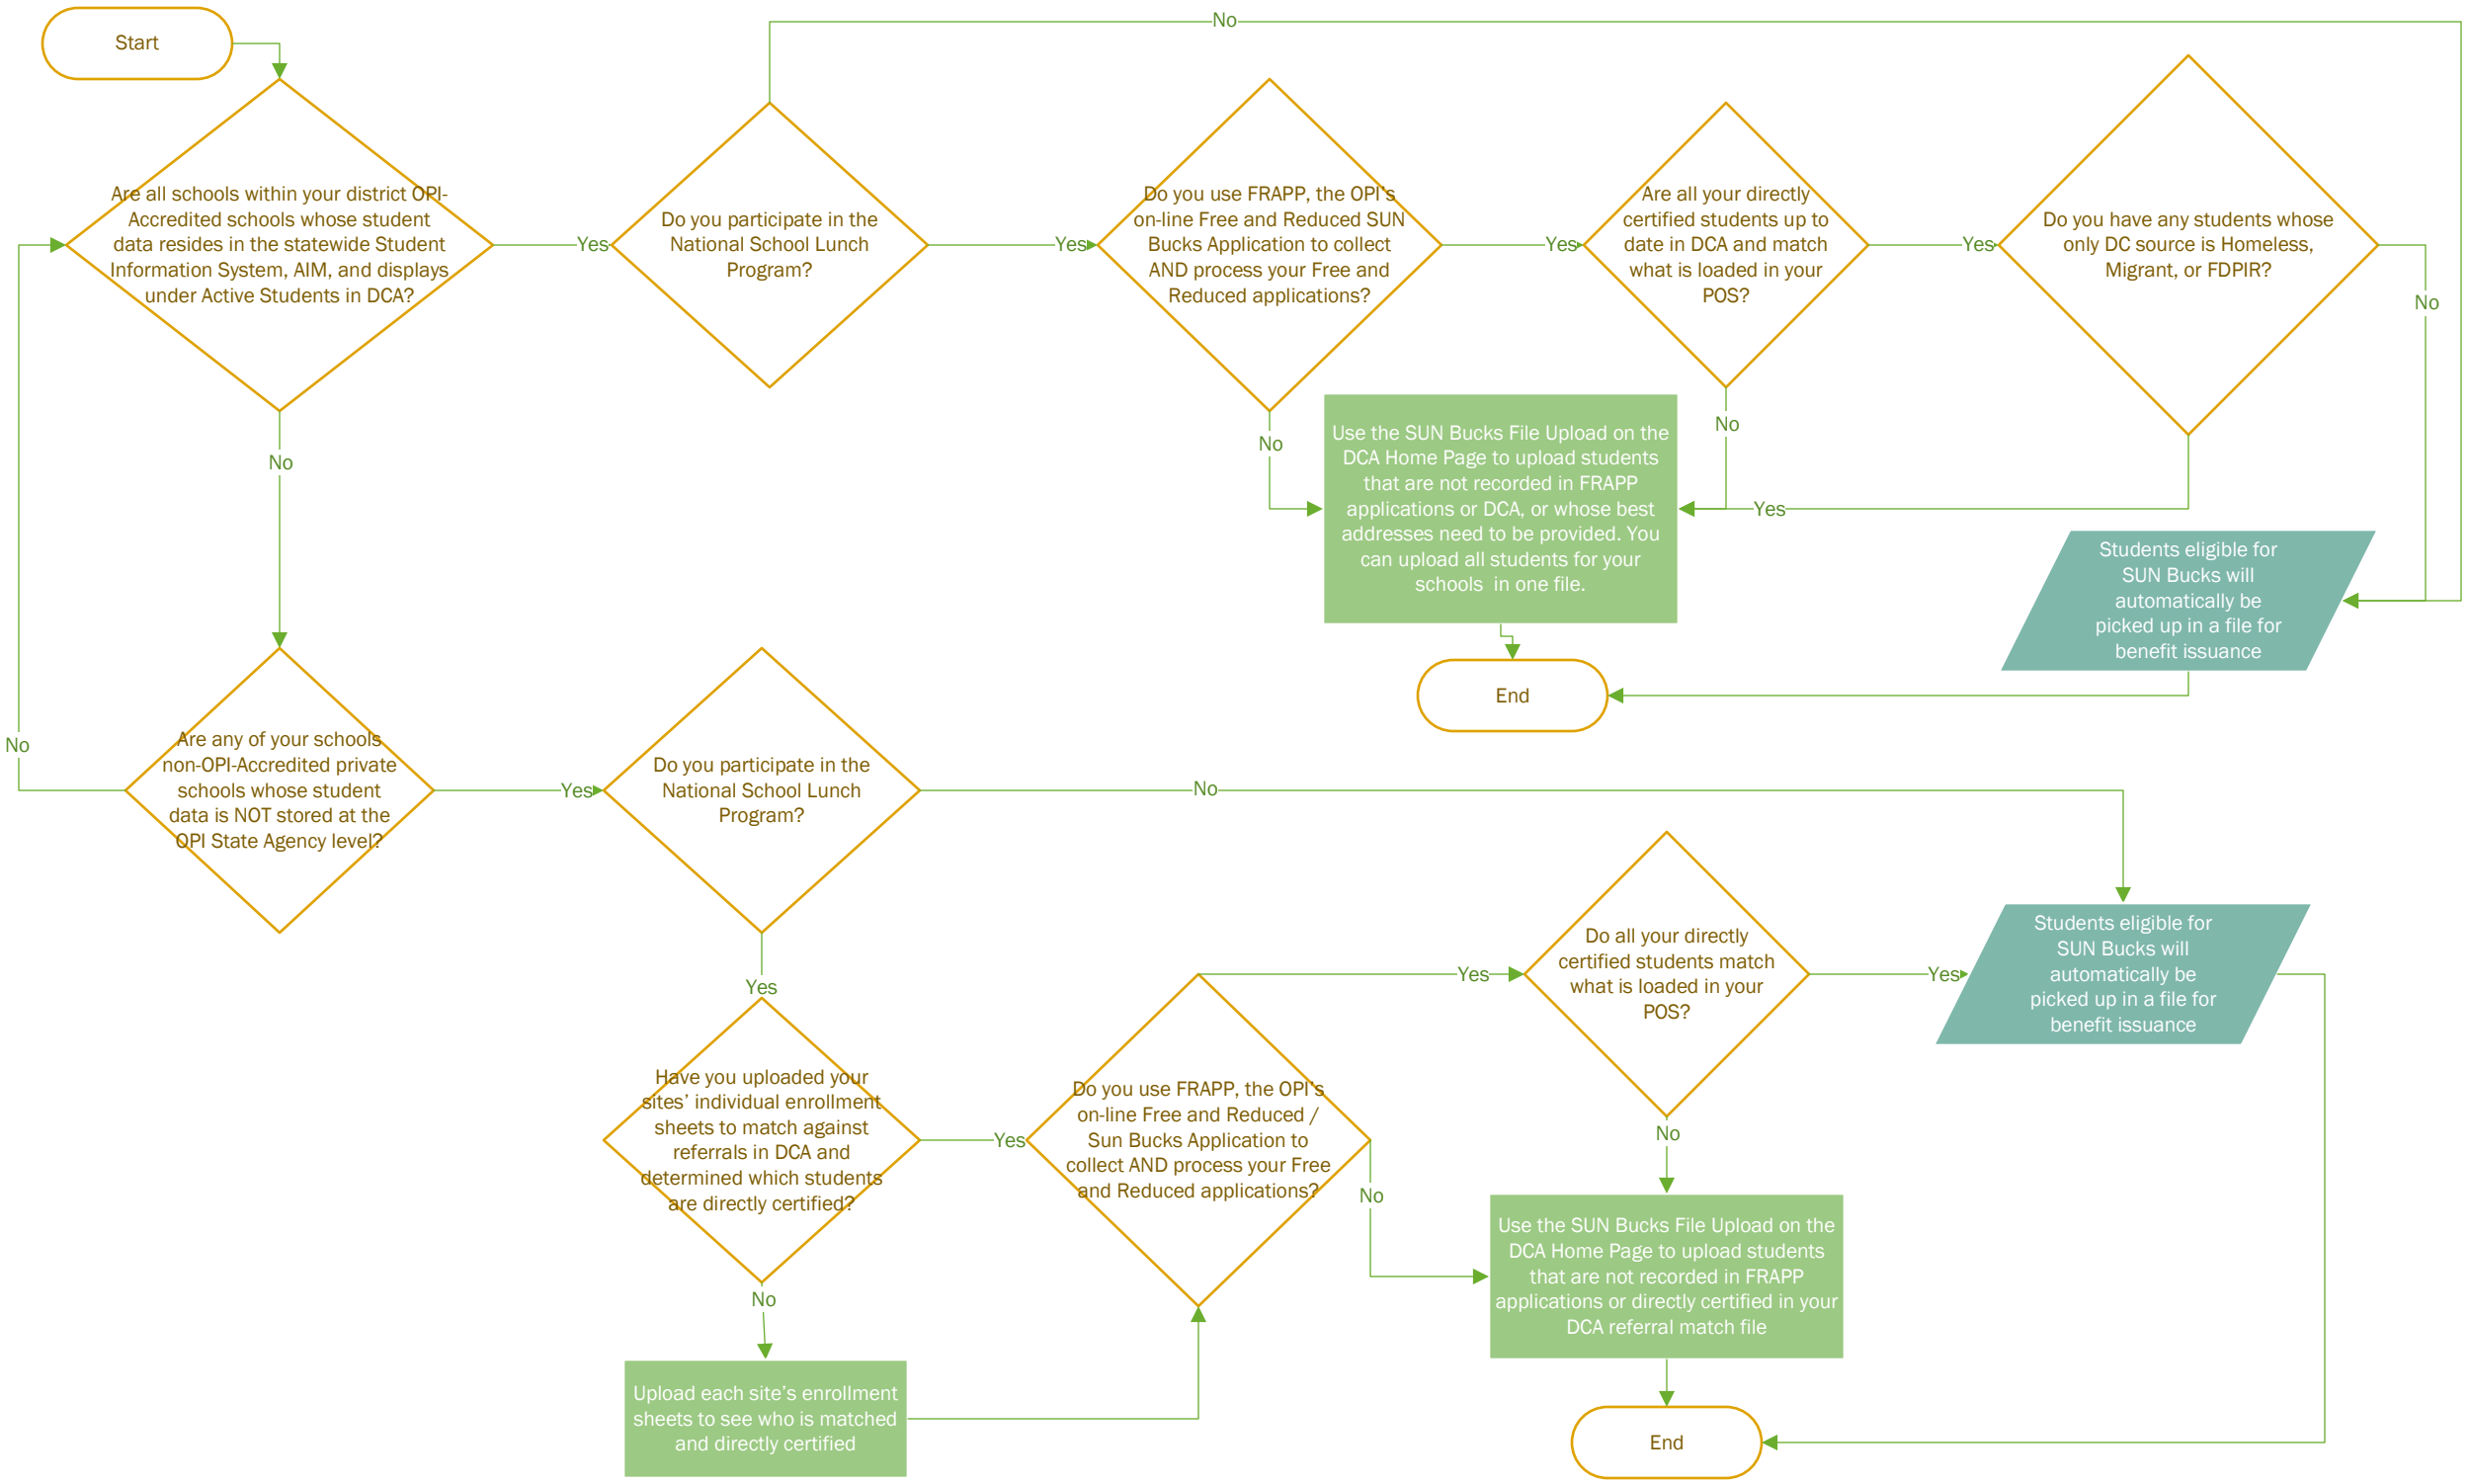 Start
No
Are all schools within your district OPI-
Accredited schools whose student
data resides in the statewide Student
Information System, AIM, and displays
under Active Students in DCA?
Yes
Do you participate in the
National School Lunch
Program?
Yes
Do you use FRAPP, the OPI's
on-line Free and Reduced SUN
Bucks Application to collect
AND process your Free and
Reduced applications?
Yes
Are all your directly
certified students up to
date in DCA and match
what is loaded in your
POS?
Yes
Do you have any students whose
only DC source is Homeless,
Migrant, or FDPIR?
No
No
No
No
Use the SUN Bucks File Upload on the
DCA Home Page to upload students
that are not recorded in FRAPP
applications or DCA, or whose best
addresses need to be provided. You
can upload all students for your
schools  in one file.
Yes
Students eligible for
SUN Bucks will
automatically be
picked up in a file for
benefit issuance
End
No
Are any of your schools
non-OPI-Accredited private
schools whose student
data is NOT stored at the
OPI State Agency level?
Yes
Do you participate in the
National School Lunch
Program?
No
Yes
Have you uploaded your
sites’ individual enrollment
sheets to match against
referrals in DCA and
determined which students
are directly certified?
Yes
Do you use FRAPP, the OPI's
on-line Free and Reduced /
Sun Bucks Application to
collect AND process your Free
and Reduced applications?
Yes
Do all your directly
certified students match
what is loaded in your
POS?
Yes
Students eligible for
SUN Bucks will
automatically be
picked up in a file for
benefit issuance
No
No
Use the SUN Bucks File Upload on the
DCA Home Page to upload students
that are not recorded in FRAPP
applications or directly certified in your
DCA referral match file
No
Upload each site’s enrollment
sheets to see who is matched
and directly certified
End